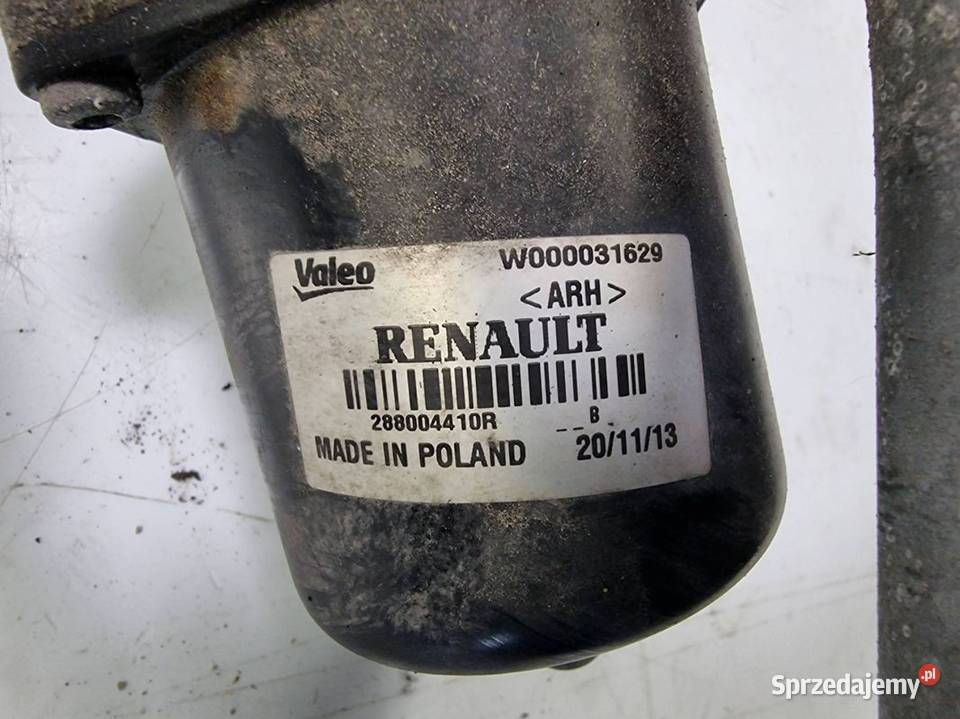 Valeo W000031629
<ARH>
RENAULT
288004410R _ _ B _
MADE IN POLAND 20/11/13
Sprzedajemy.pl